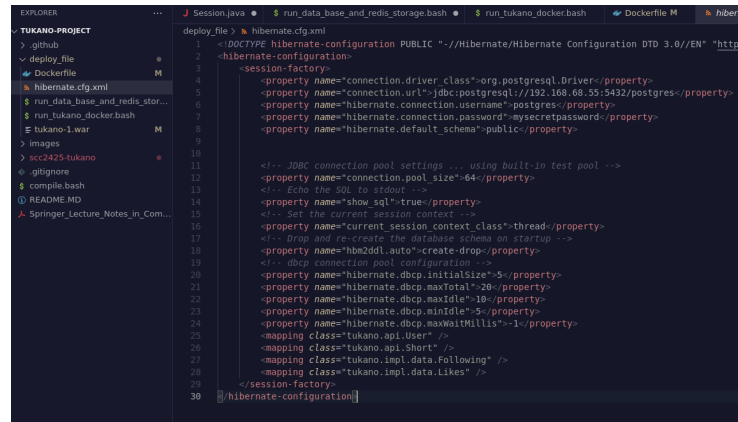 EXPLORER ...
TUKANO-PROJECT
.github
deploy_file
Dockerfile M
hibernate.cfg.xml
run_data_base_and_redis_stor...
run_tukano_docker.bash
tukano-1.war M
images
scc2425-tukano
.gitignore
compile.bash
README.MD
Springer_Lecture_Notes_in_Com...
J Session.java $ run_data_base_and_redis_storage.bash $ run_tukano_docker.bash Dockerfile M hiber
deploy_file > hibernate.cfg.xml
1 <!DOCTYPE hibernate-configuration PUBLIC "-//Hibernate/Hibernate Configuration DTD 3.0//EN" "http
2 <hibernate-configuration>
3 <session-factory>
4 <property name="connection.driver_class">org.postgresql.Driver</property>
5 <property name="connection.url">jdbc:postgresql://192.168.68.55:5432/postgres</property>
6 <property name="hibernate.connection.username">postgres</property>
7 <property name="hibernate.connection.password">mysecretpassword</property>
8 <property name="hibernate.default_schema">public</property>
9
10
11 <!-- JDBC connection pool settings ... using built-in test pool -->
12 <property name="connection.pool_size">64</property>
13 <!-- Echo the SQL to stdout -->
14 <property name="show_sql">true</property>
15 <!-- Set the current session context -->
16 <property name="current_session_context_class">thread</property>
17 <!-- Drop and re-create the database schema on startup -->
18 <property name="hbm2ddl.auto">create-drop</property>
19 <!-- dbcp connection pool configuration -->
20 <property name="hibernate.dbcp.initialSize">5</property>
21 <property name="hibernate.dbcp.maxTotal">20</property>
22 <property name="hibernate.dbcp.maxIdle">10</property>
23 <property name="hibernate.dbcp.minIdle">5</property>
24 <property name="hibernate.dbcp.maxWaitMillis">-1</property>
25 <mapping class="tukano.api.User" />
26 <mapping class="tukano.api.Short" />
27 <mapping class="tukano.impl.data.Following" />
28 <mapping class="tukano.impl.data.Likes" />
29 </session-factory>
30 </hibernate-configuration>